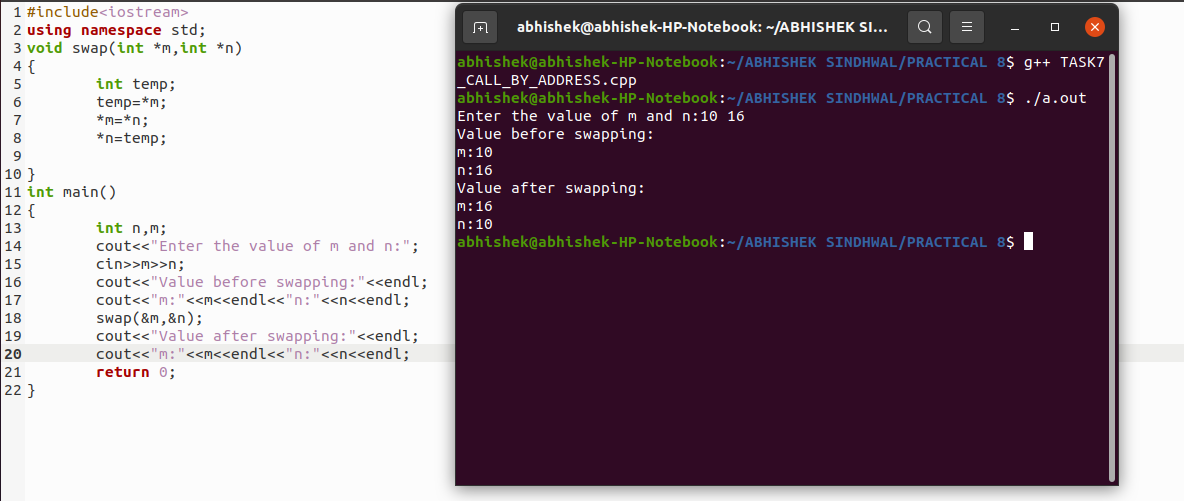 1 #include<iostream>
2 using namespace std;
3 void swap(int *m,int *n)
4 {
5 int temp;
6 temp=*m;
7 *m=*n;
8 *n=temp;
9
10 }
11 int main()
12 {
13 int n,m;
14 cout<<"Enter the value of m and n:";
15 cin>>m>>n;
16 cout<<"Value before swapping:"<<endl;
17 cout<<"m:"<<m<<endl<<"n:"<<n<<endl;
18 swap(&m,&n);
19 cout<<"Value after swapping:"<<endl;
20 cout<<"m:"<<m<<endl<<"n:"<<n<<endl;
21 return 0;
22 }
abhishek@abhishek-HP-Notebook: ~/ABHISHEK SI...
abhishek@abhishek-HP-Notebook:~/ABHISHEK SINDHWAL/PRACTICAL 8$ g++ TASK7
_CALL_BY_ADDRESS.cpp
abhishek@abhishek-HP-Notebook:~/ABHISHEK SINDHWAL/PRACTICAL 8$ ./a.out
Enter the value of m and n:10 16
Value before swapping:
m:10
n:16
Value after swapping:
m:16
n:10
abhishek@abhishek-HP-Notebook:~/ABHISHEK SINDHWAL/PRACTICAL 8$